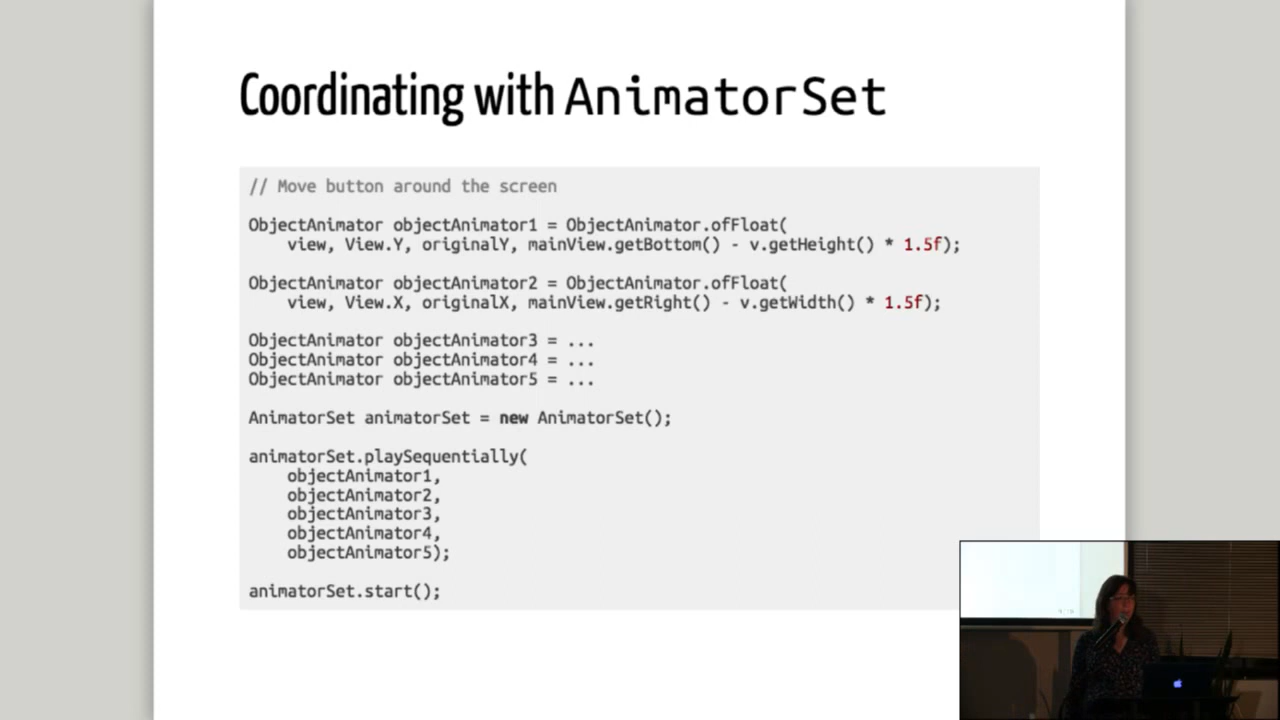 Coordinating with AnimatorSet
// Move button around the screen
ObjectAnimator objectAnimator1 = ObjectAnimator.ofFloat(
view, View.Y, originalY, mainView.getBottom() - v.getHeight() * 1.5f);
ObjectAnimator objectAnimator2 = ObjectAnimator.ofFloat(
view, View.X, originalX, mainView.getRight() - v.getWidth() * 1.5f);
ObjectAnimator objectAnimator3 = ...
ObjectAnimator objectAnimator4 = ...
ObjectAnimator objectAnimator5 = ...
AnimatorSet animatorSet = new AnimatorSet();
animatorSet.playSequentially(
objectAnimator1,
objectAnimator2,
objectAnimator3,
objectAnimator4,
objectAnimator5);
animatorSet.start();